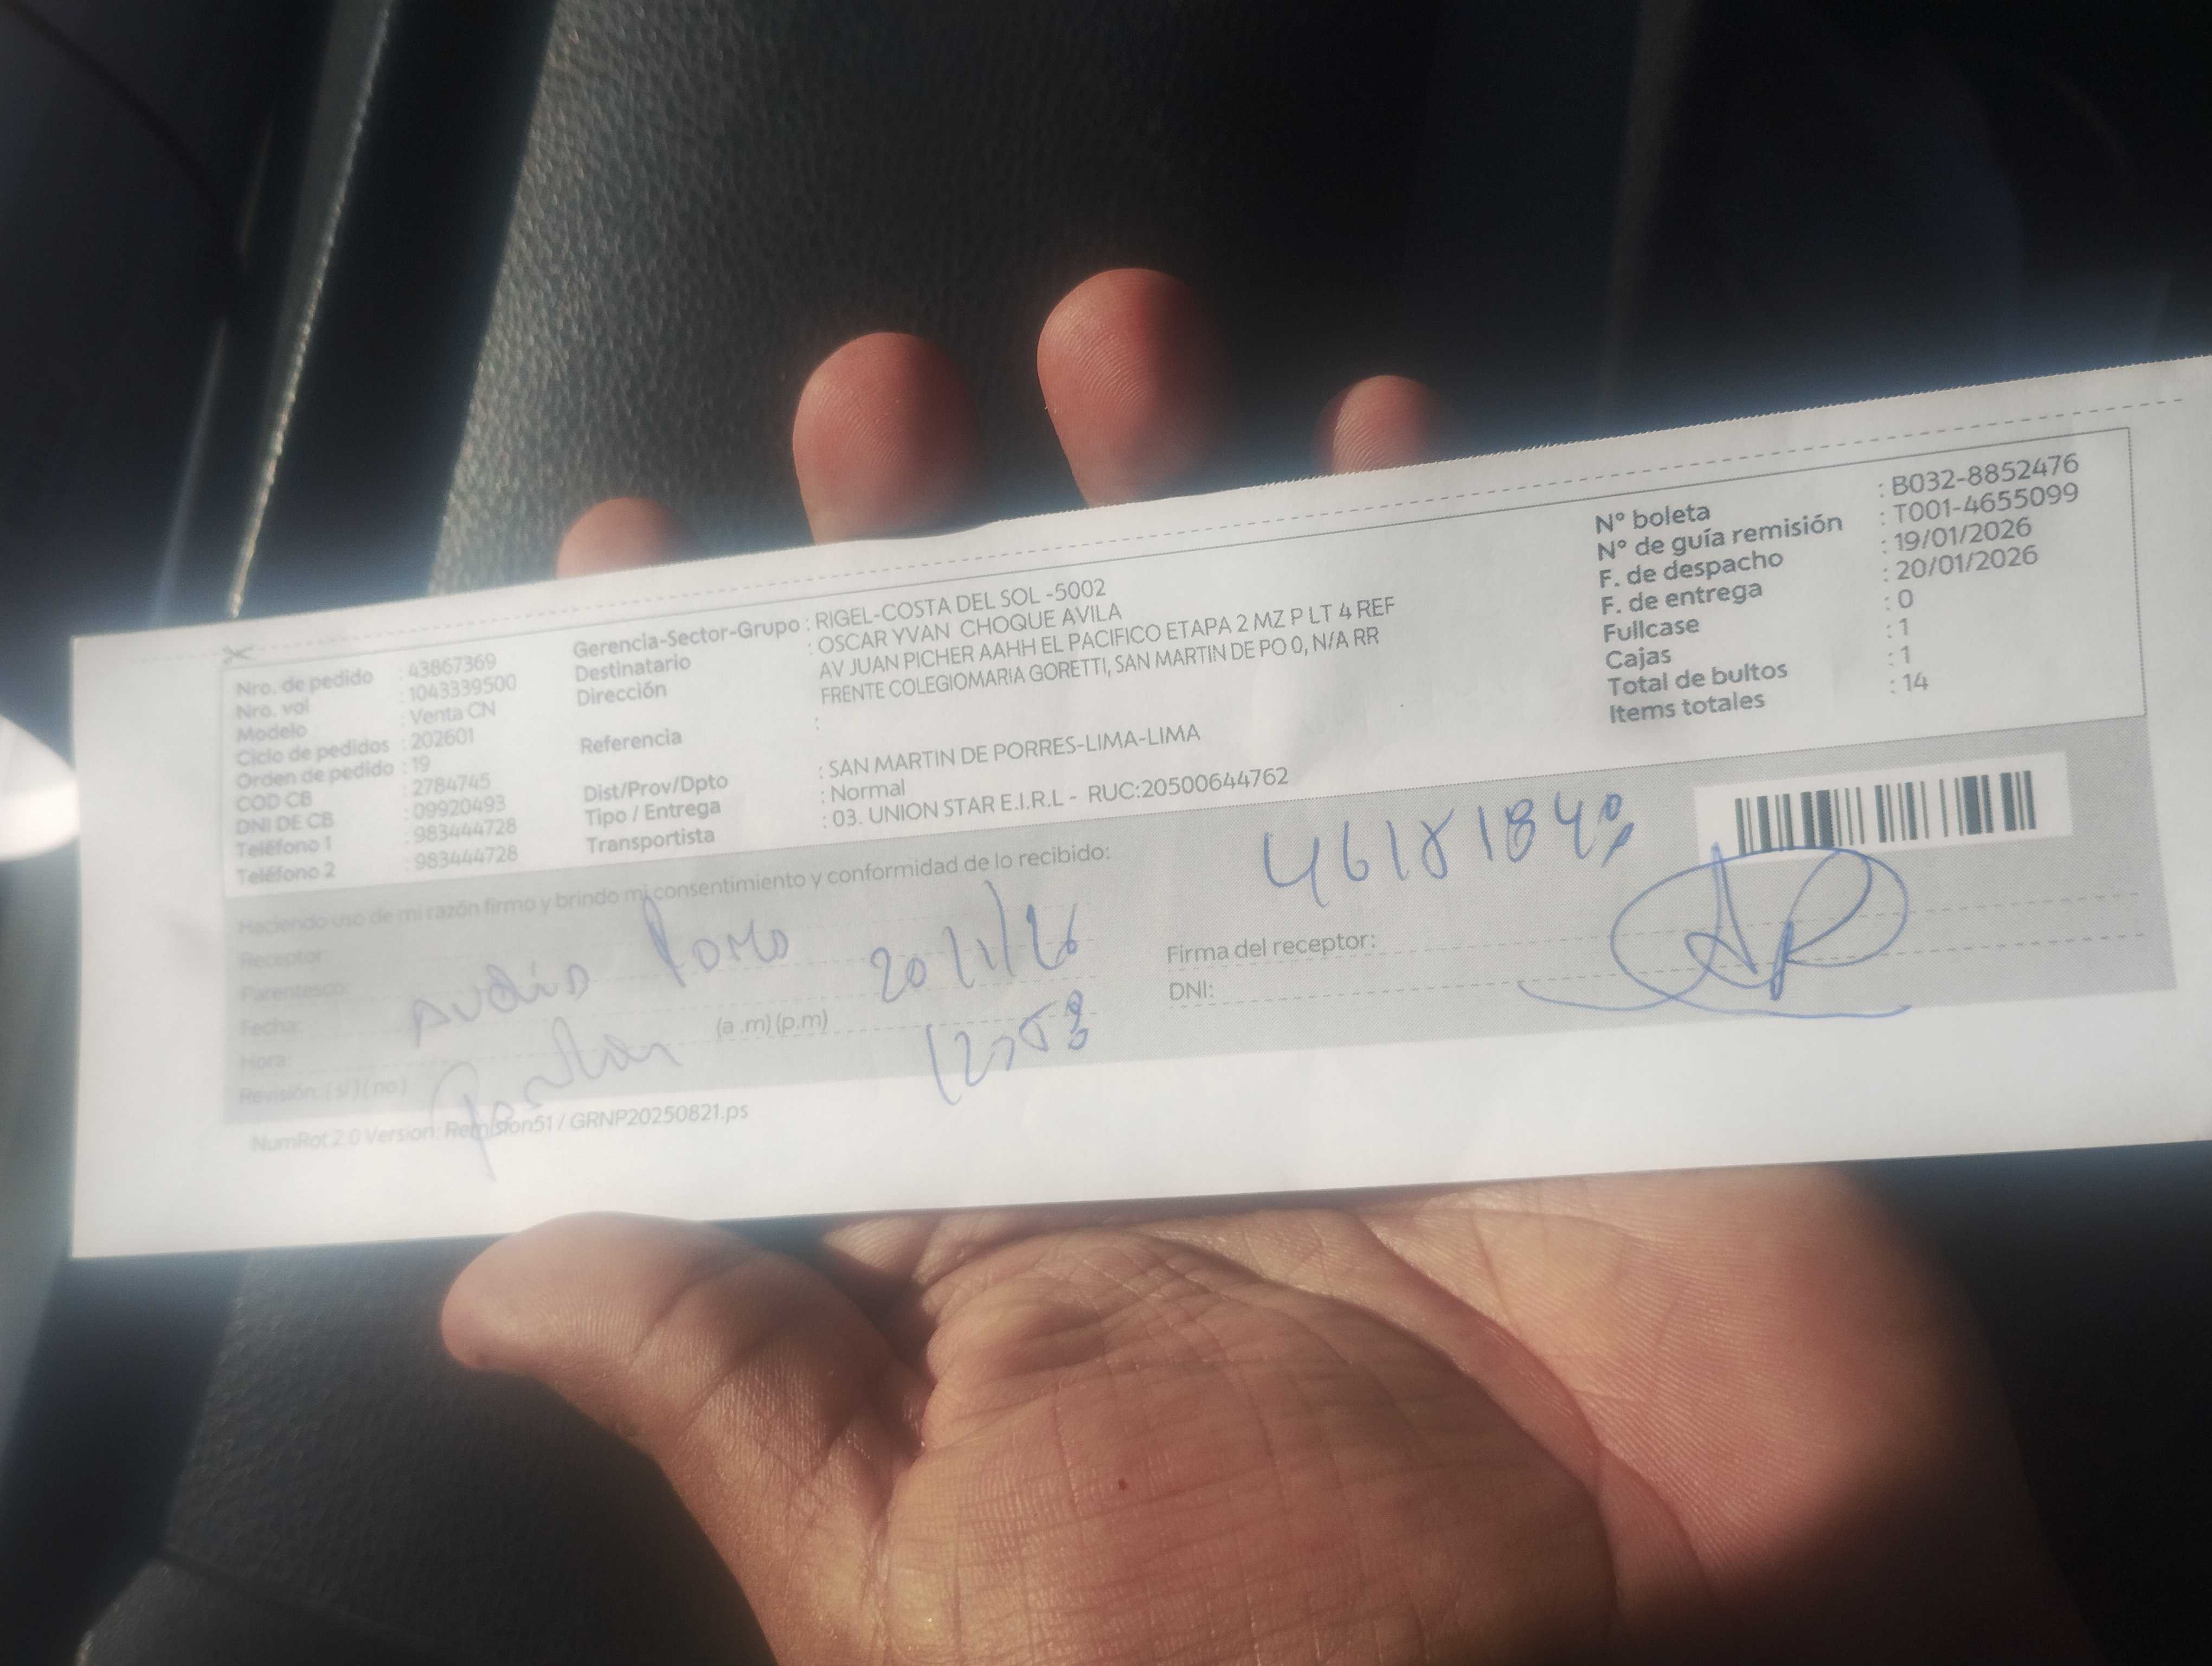 Nro. de pedido : 43867369
Nro. vol : 1043339500
Modelo : Venta CN
Ciclo de pedidos : 202601
Orden de pedido : 19
COD CB : 2784745
DNI DE CB : 09920493
Teléfono 1 : 983444728
Teléfono 2 : 983444728
Gerencia-Sector-Grupo : RIGEL-COSTA DEL SOL -5002
Destinatario : OSCAR YVAN CHOQUE AVILA
Dirección AV JUAN PICHER AAHH EL PACIFICO ETAPA 2 MZ P LT 4 REF
FRENTE COLEGIOMARIA GORETTI, SAN MARTIN DE PO 0, N/A RR
Referencia :
Dist/Prov/Dpto : SAN MARTIN DE PORRES-LIMA-LIMA
Tipo / Entrega : Normal
Transportista : 03. UNION STAR E.I.R.L - RUC:20500644762
N° boleta : B032-8852476
N° de guía remisión : T001-4655099
F. de despacho : 19/01/2026
F. de entrega : 20/01/2026
Fullcase : 0
Cajas : 1
Total de bultos : 1
Items totales : 14
Haciendo uso de mi razón firmo y brindo mi consentimiento y conformidad de lo recibido:
Receptor:
Parentesco:
Fecha: 20/1/26
Hora (a.m) (p.m)
Revisión: ( si ) ( no )
Firma del receptor:
DNI:
NumRot 2.0 Version: Remision51 / GRNP20250821.ps